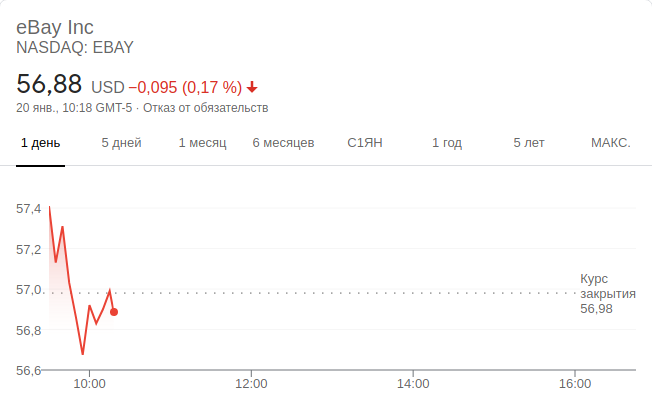 eBay Inc
NASDAQ: EBAY
56,88 USD −0,095 (0,17 %)
20 янв., 10:18 GMT-5 · Отказ от обязательств
1 день 5 дней 1 месяц 6 месяцев С1ЯН 1 год 5 лет МАКС.
57,4
57,2
57,0
56,8
56,6
Курс
закрытия
56,98
10:00 12:00 14:00 16:00